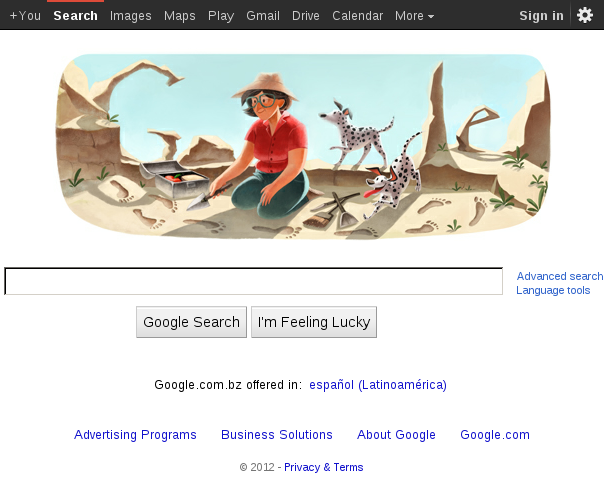 +You Search Images Maps Play Gmail Drive Calendar More Sign in
Advanced search
Language tools
Google Search I'm Feeling Lucky
Google.com.bz offered in: español (Latinoamérica)
Advertising Programs Business Solutions About Google Google.com
© 2012 - Privacy & Terms